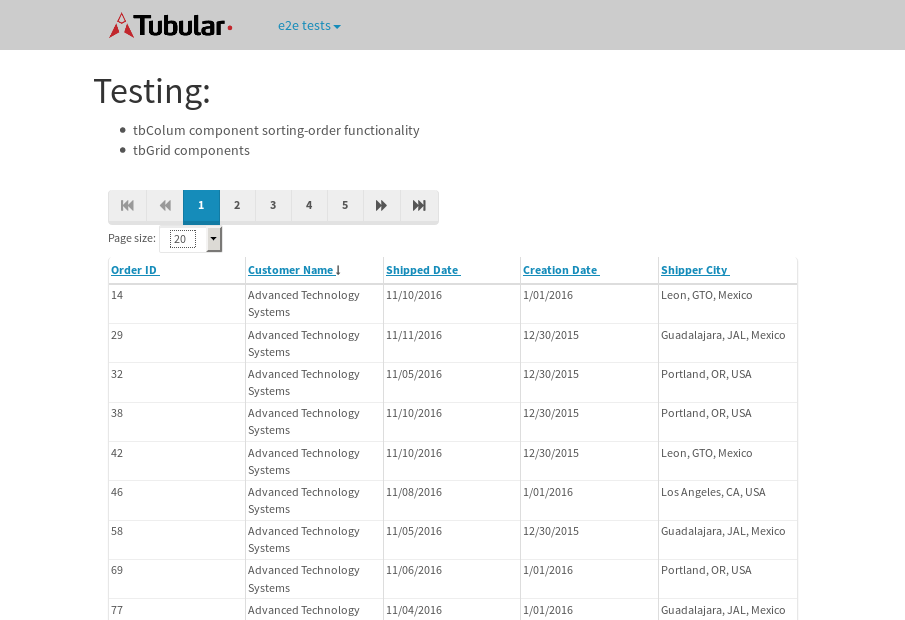 Tubular
e2e tests
Testing:
tbColum component sorting-order functionality
tbGrid components
1 2 3 4 5
Page size: 20
Order ID Customer Name Shipped Date Creation Date Shipper City
14 Advanced Technology Systems 11/10/2016 1/01/2016 Leon, GTO, Mexico
29 Advanced Technology Systems 11/11/2016 12/30/2015 Guadalajara, JAL, Mexico
32 Advanced Technology Systems 11/05/2016 12/30/2015 Portland, OR, USA
38 Advanced Technology Systems 11/10/2016 12/30/2015 Portland, OR, USA
42 Advanced Technology Systems 11/10/2016 12/30/2015 Leon, GTO, Mexico
46 Advanced Technology Systems 11/08/2016 1/01/2016 Los Angeles, CA, USA
58 Advanced Technology Systems 11/05/2016 12/30/2015 Guadalajara, JAL, Mexico
69 Advanced Technology Systems 11/06/2016 1/01/2016 Portland, OR, USA
77 Advanced Technology 11/04/2016 1/01/2016 Guadalajara, JAL, Mexico